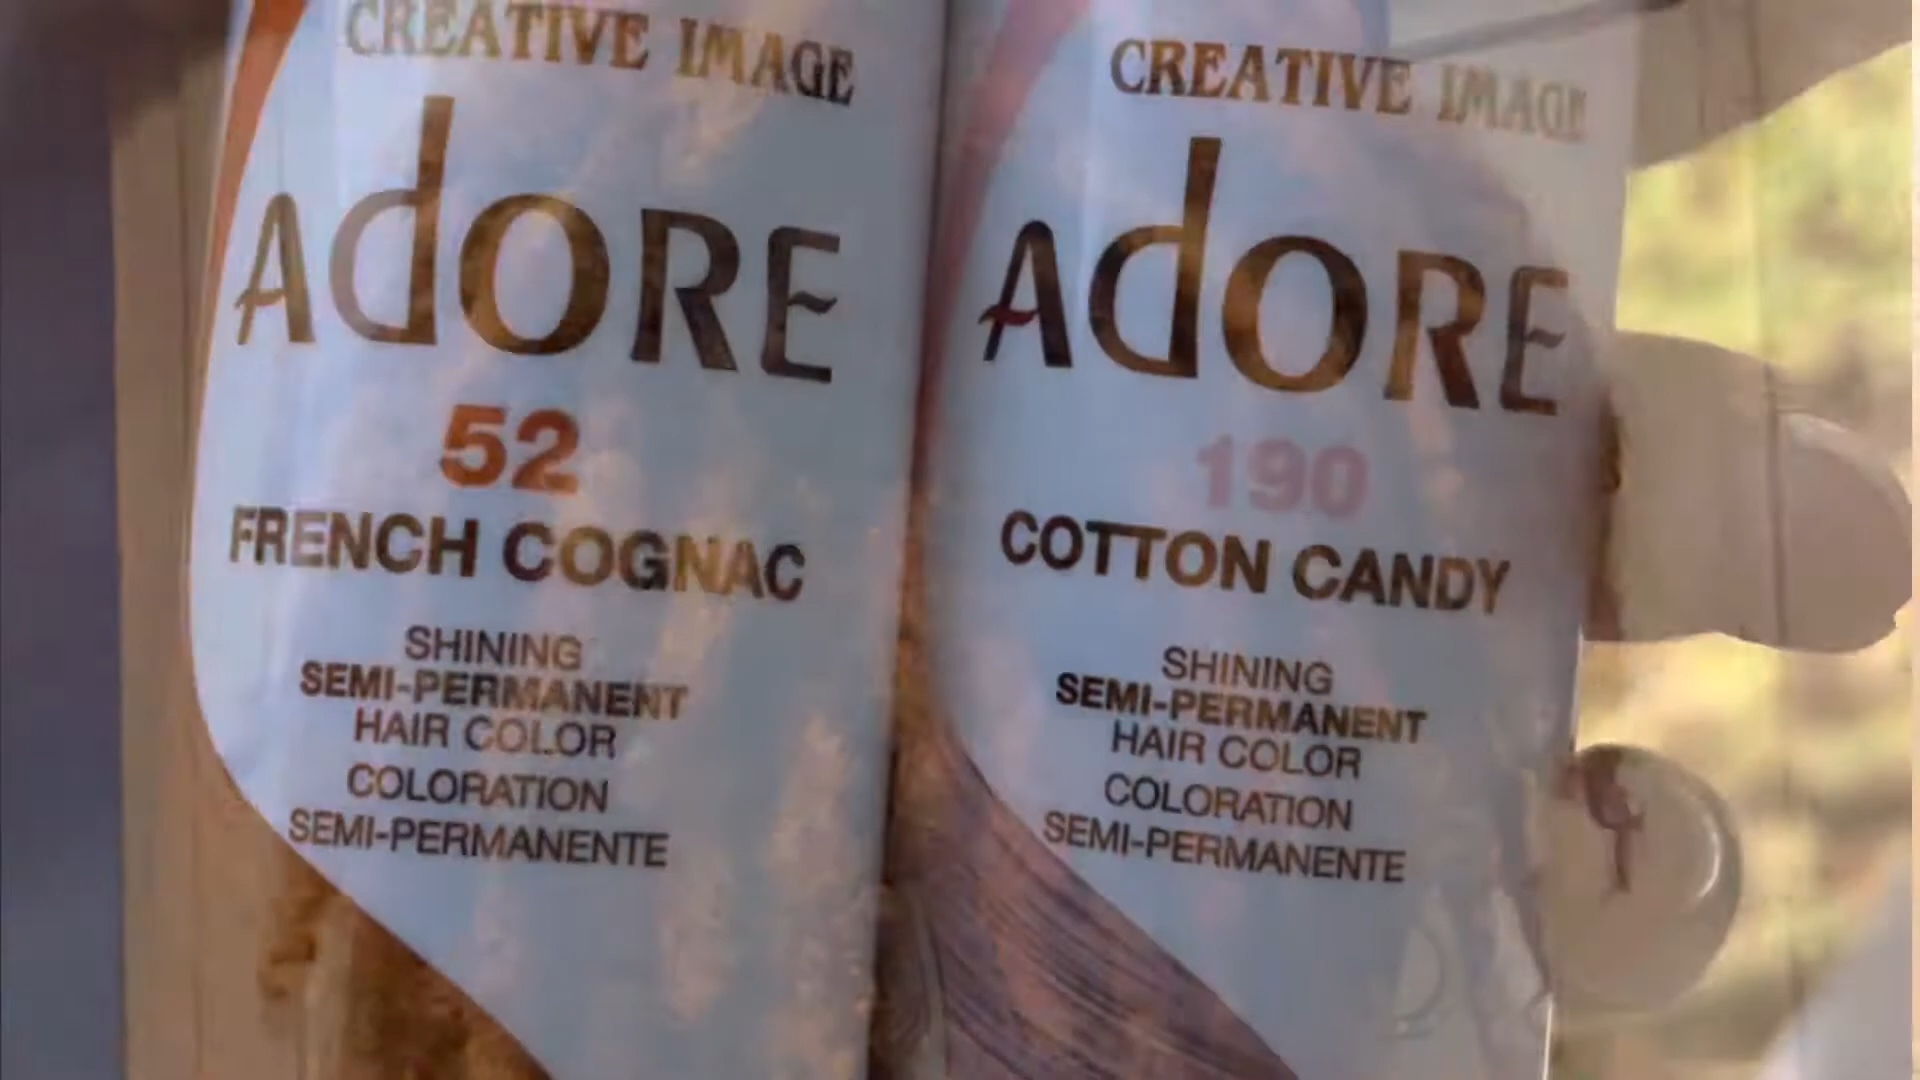 CREATIVE IMAGE
ADORE
52
FRENCH COGNAC
SHINING
SEMI-PERMANENT
HAIR COLOR
COLORATION
SEMI-PERMANENTE
CREATIVE IMAGE
ADORE
190
COTTON CANDY
SHINING
SEMI-PERMANENT
HAIR COLOR
COLORATION
SEMI-PERMANENTE